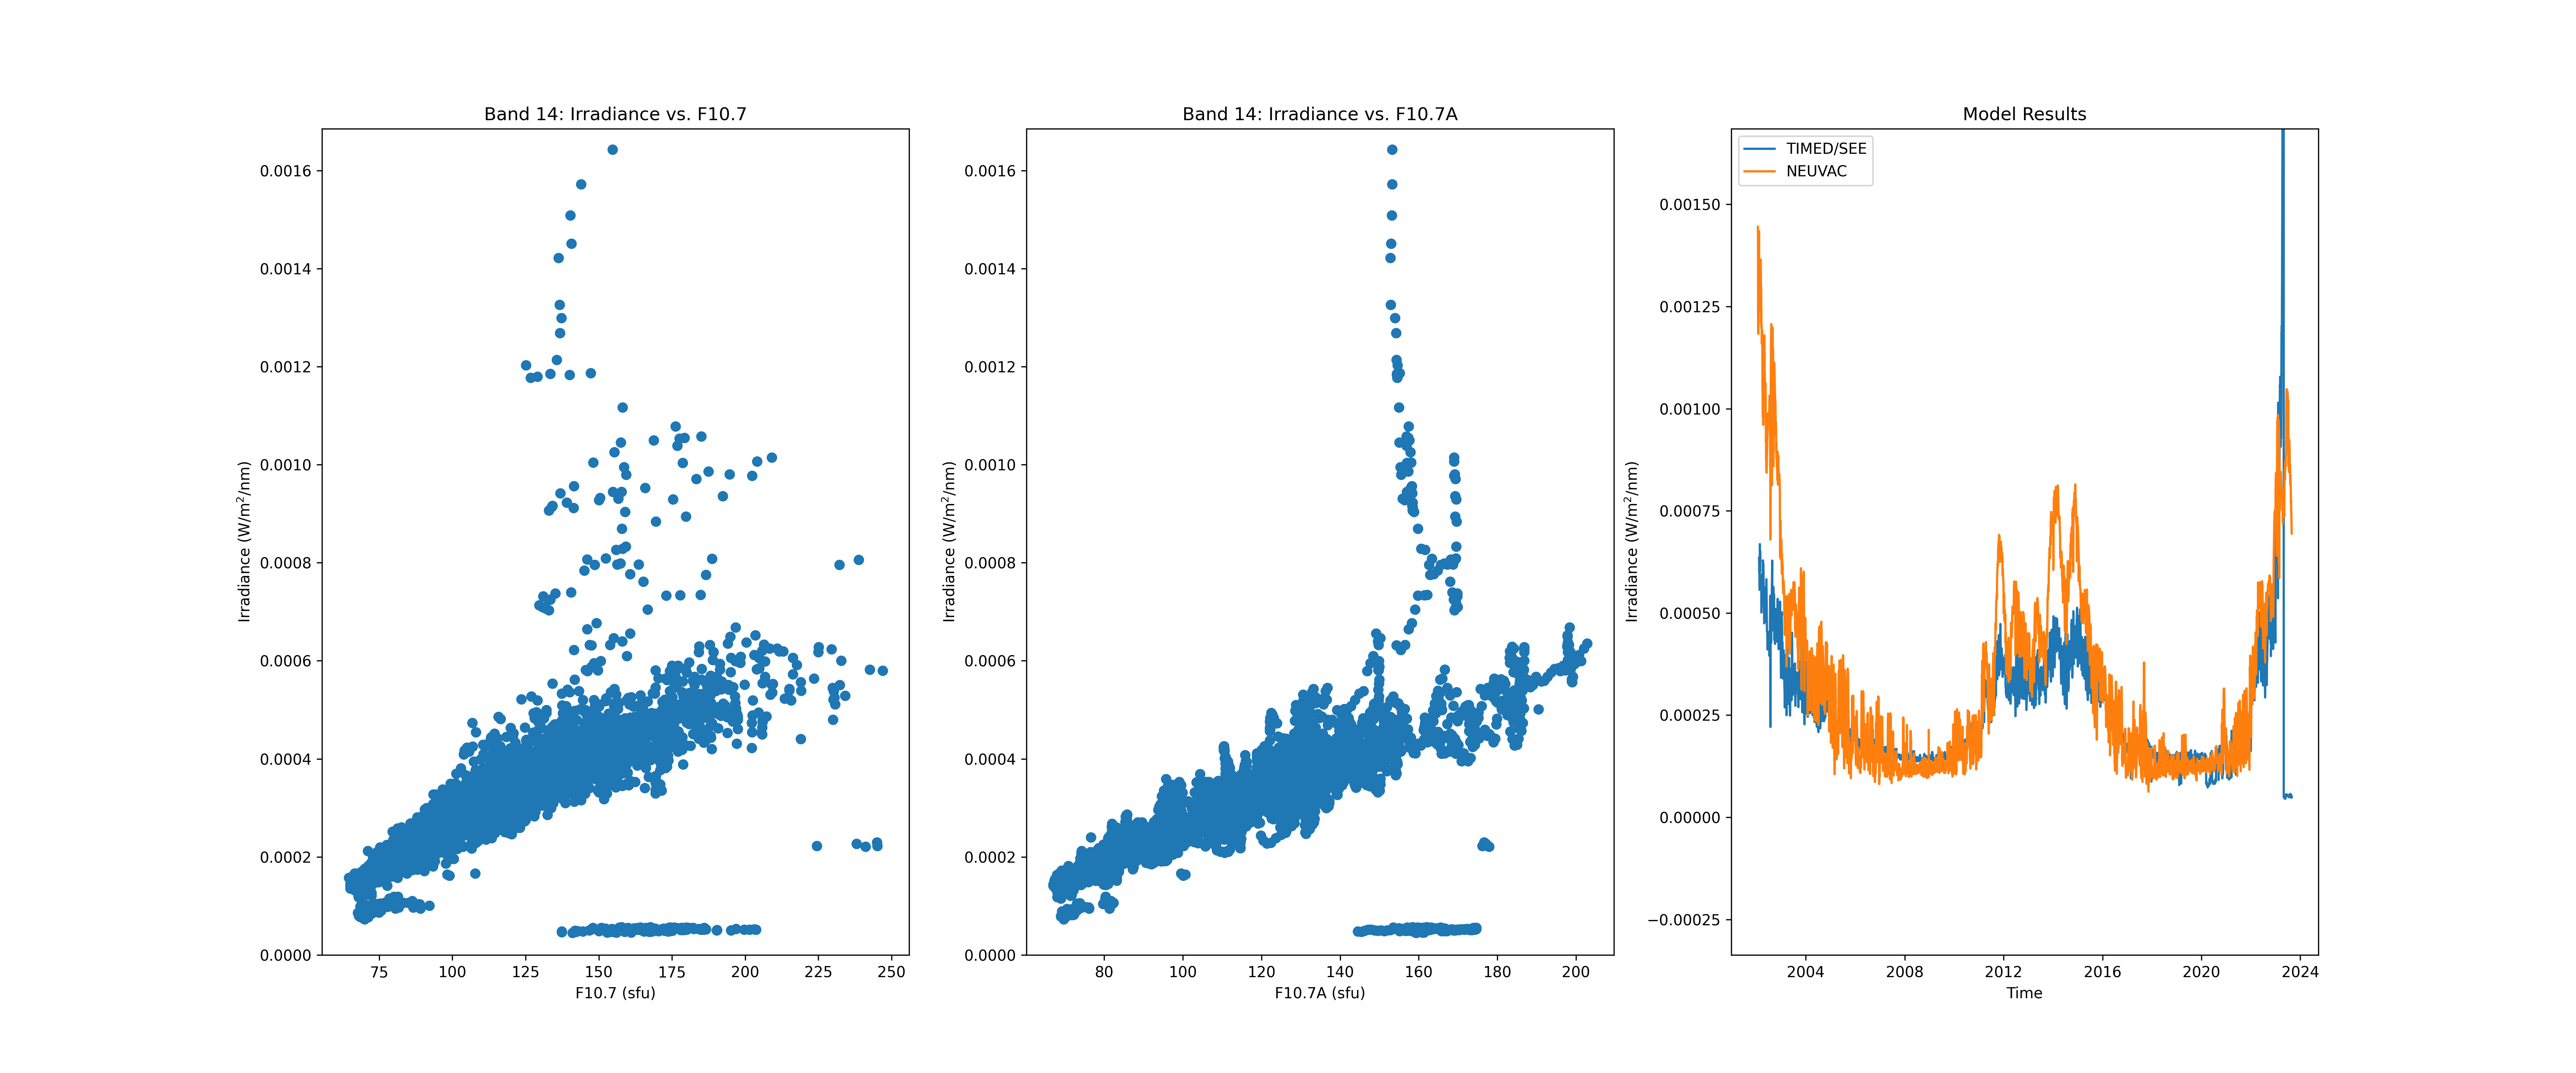 Band 14: Irradiance vs. F10.7
Irradiance (W/m²/nm)
0.0016
0.0014
0.0012
0.0010
0.0008
0.0006
0.0004
0.0002
0.0000
75 100 125 150 175 200 225 250
F10.7 (sfu)
Band 14: Irradiance vs. F10.7A
Irradiance (W/m²/nm)
0.0016
0.0014
0.0012
0.0010
0.0008
0.0006
0.0004
0.0002
0.0000
80 100 120 140 160 180 200
F10.7A (sfu)
Model Results
TIMED/SEE
NEUVAC
Irradiance (W/m²/nm)
0.00150
0.00125
0.00100
0.00075
0.00050
0.00025
0.00000
−0.00025
2004 2008 2012 2016 2020 2024
Time